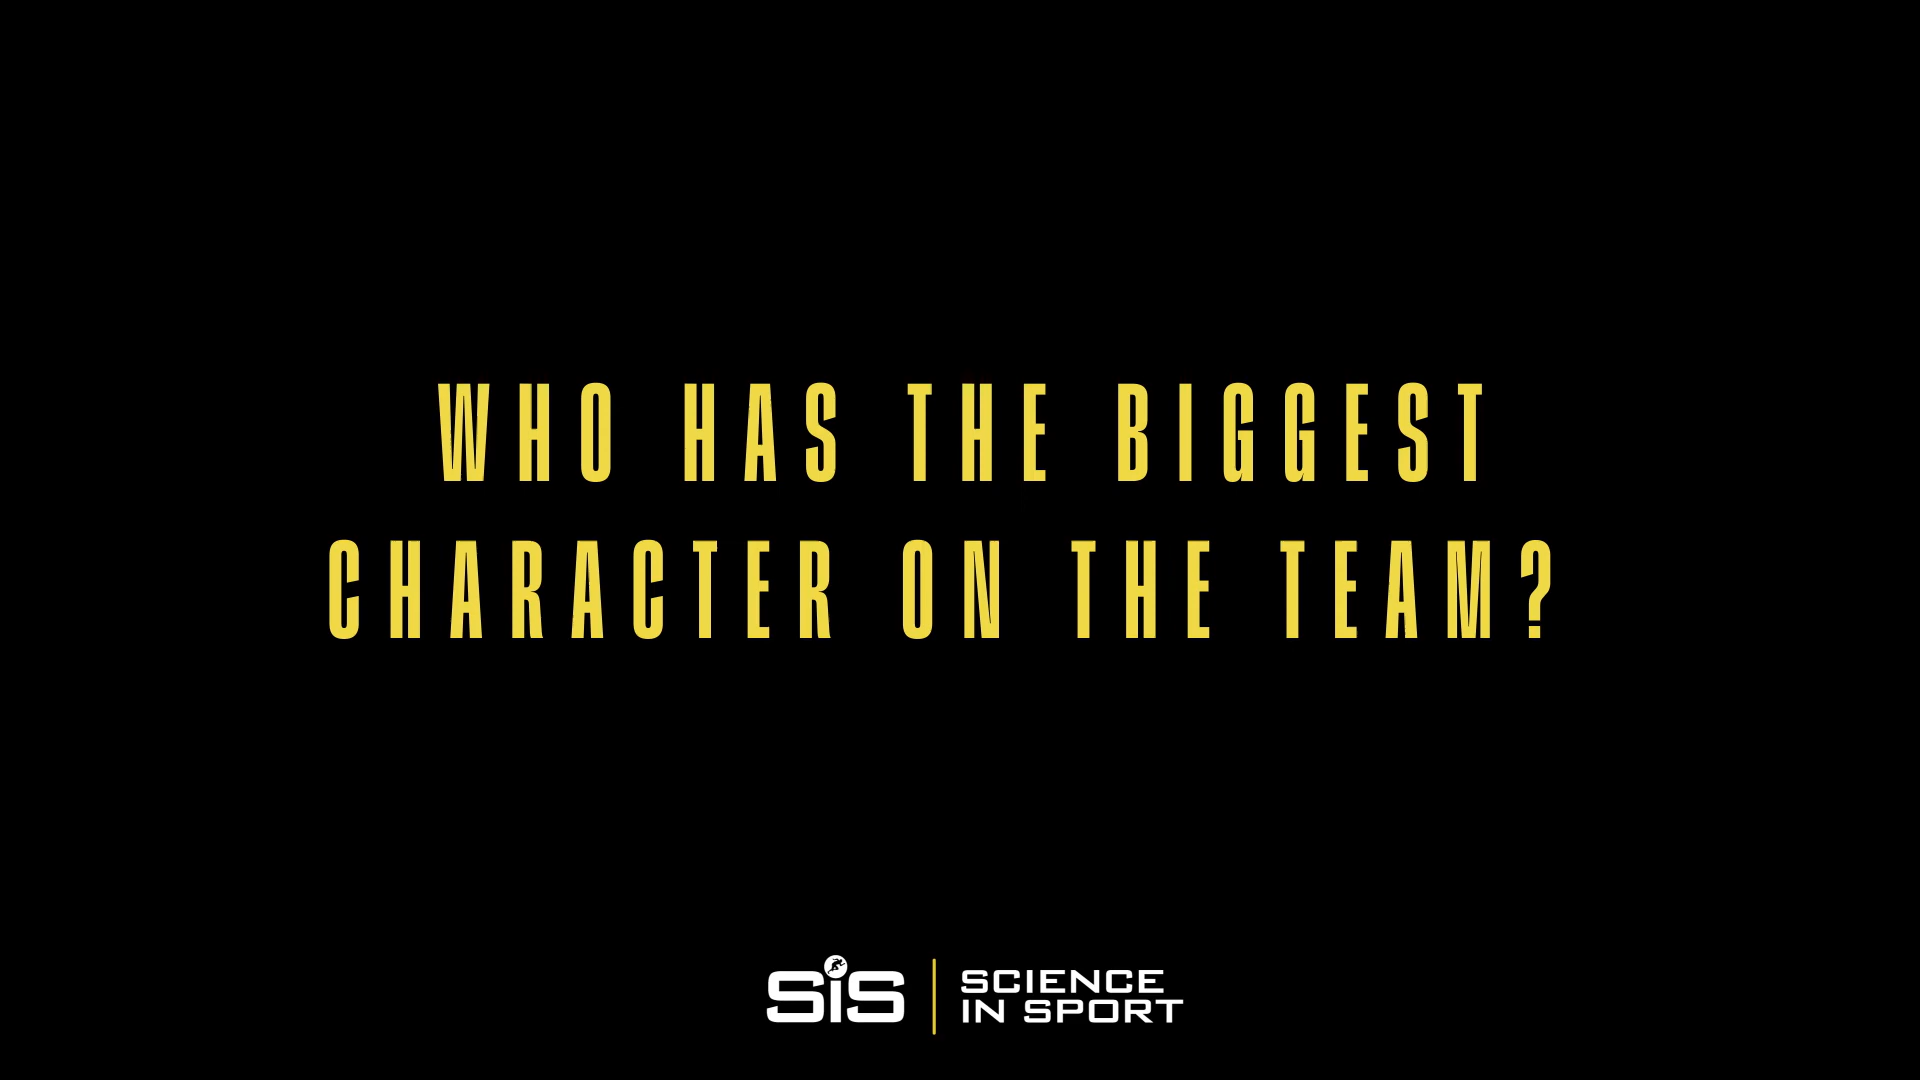 WHO HAS THE BIGGEST
CHARACTER ON THE TEAM?
SiS
SCIENCE
IN SPORT